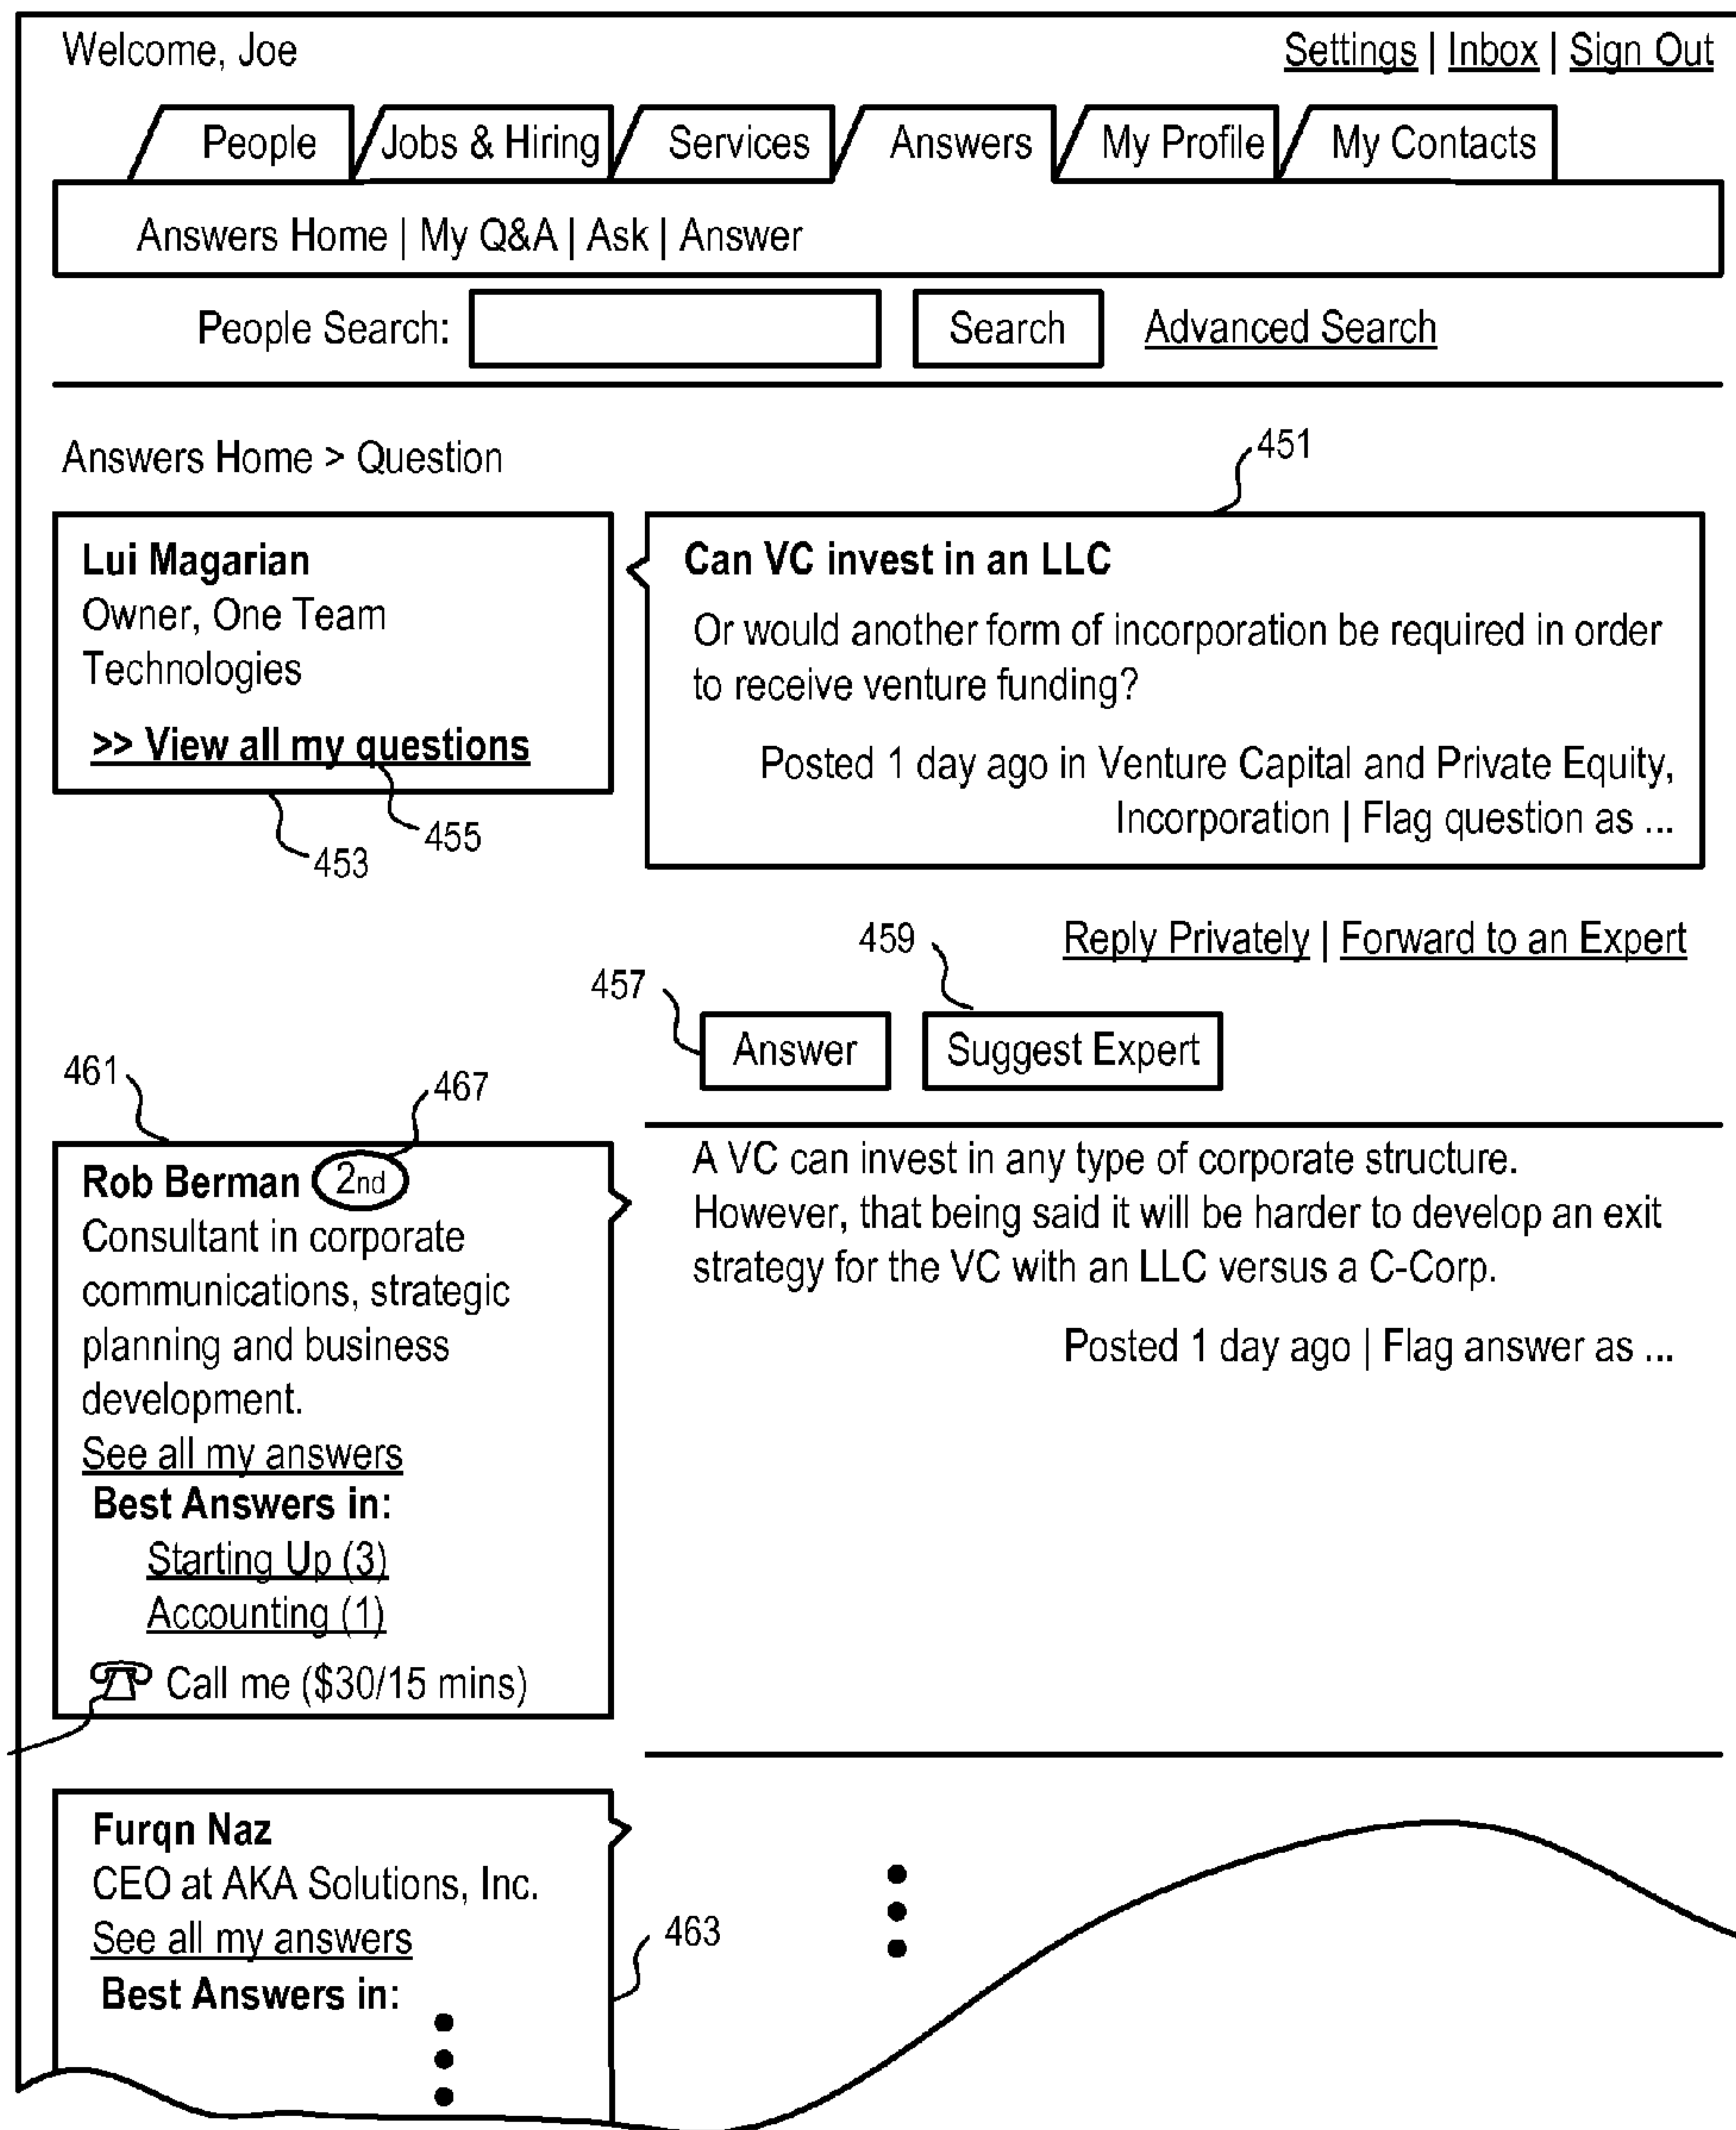 Welcome, Joe
Settings | Inbox | Sign Out
People
Jobs & Hiring
Services
Answers
My Profile
My Contacts
Answers Home | My Q&A | Ask | Answer
People Search:
Search
Advanced Search
Answers Home > Question
451
Lui Magarian
Owner, One Team
Technologies
>> View all my questions
455
453
Can VC invest in an LLC
Or would another form of incorporation be required in order
to receive venture funding?
Posted 1 day ago in Venture Capital and Private Equity,
Incorporation | Flag question as ...
Reply Privately | Forward to an Expert
459
457
Answer
Suggest Expert
461
467
Rob Berman 2nd
Consultant in corporate
communications, strategic
planning and business
development.
See all my answers
Best Answers in:
Starting Up (3)
Accounting (1)
Call me ($30/15 mins)
A VC can invest in any type of corporate structure.
However, that being said it will be harder to develop an exit
strategy for the VC with an LLC versus a C-Corp.
Posted 1 day ago | Flag answer as ...
Furqn Naz
CEO at AKA Solutions, Inc.
See all my answers
Best Answers in:
463